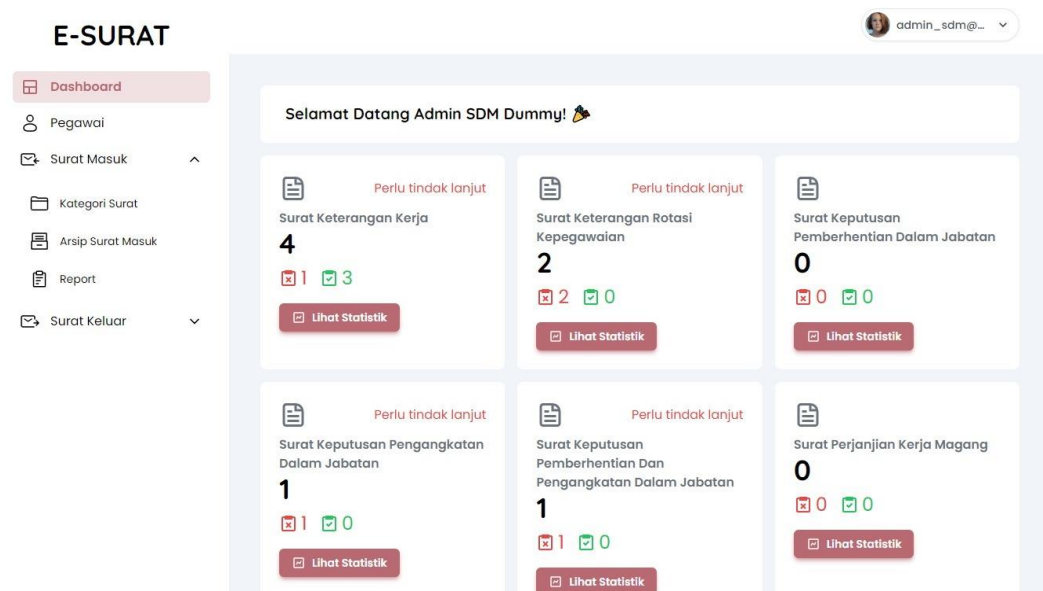 E-SURAT
admin_sdm@...
Dashboard
Pegawai
Surat Masuk
Kategori Surat
Arsip Surat Masuk
Report
Surat Keluar
Selamat Datang Admin SDM Dummy!
Perlu tindak lanjut
Surat Keterangan Kerja
4
1 3
Lihat Statistik
Perlu tindak lanjut
Surat Keterangan Rotasi
Kepegawaian
2
2 0
Lihat Statistik
Surat Keputusan
Pemberhentian Dalam Jabatan
0
0 0
Lihat Statistik
Perlu tindak lanjut
Surat Keputusan Pengangkatan
Dalam Jabatan
1
1 0
Lihat Statistik
Perlu tindak lanjut
Surat Keputusan
Pemberhentian Dan
Pengangkatan Dalam Jabatan
1
1 0
Lihat Statistik
Surat Perjanjian Kerja Magang
0
0 0
Lihat Statistik